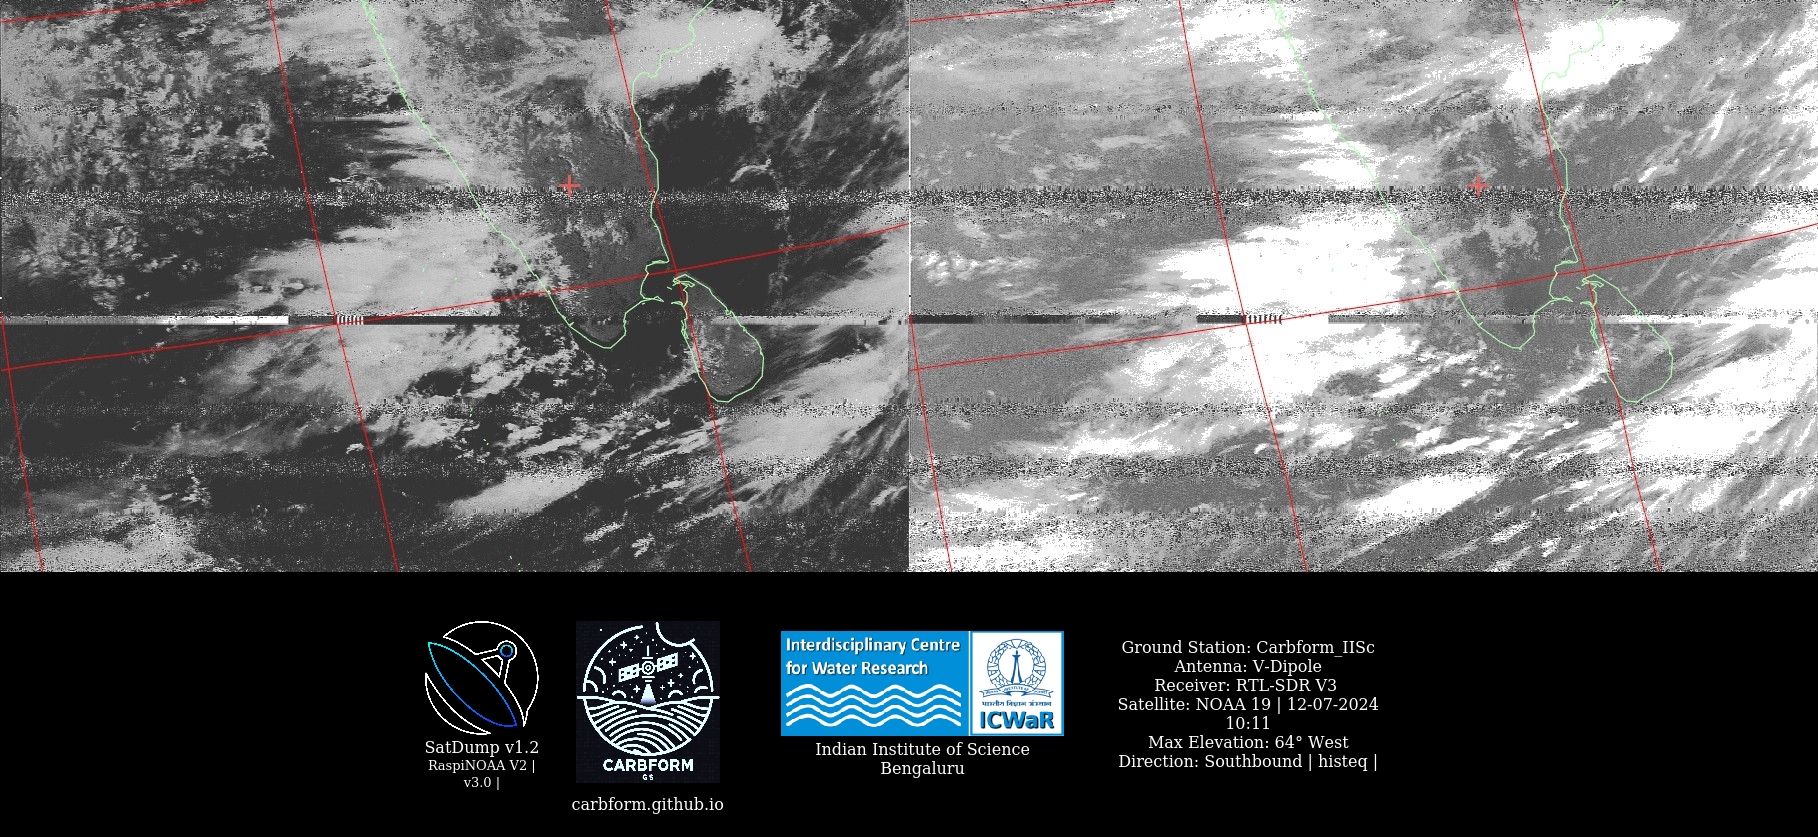 SatDump v1.2
RaspiNOAA V2 |
v3.0 |
CARBFORM
GS
carbform.github.io
Interdisciplinary Centre
for Water Research
भारतीय विज्ञान संस्थान
ICWaR
Indian Institute of Science
Bengaluru
Ground Station: Carbform_IISc
Antenna: V-Dipole
Receiver: RTL-SDR V3
Satellite: NOAA 19 | 12-07-2024
10:11
Max Elevation: 64° West
Direction: Southbound | histeq |